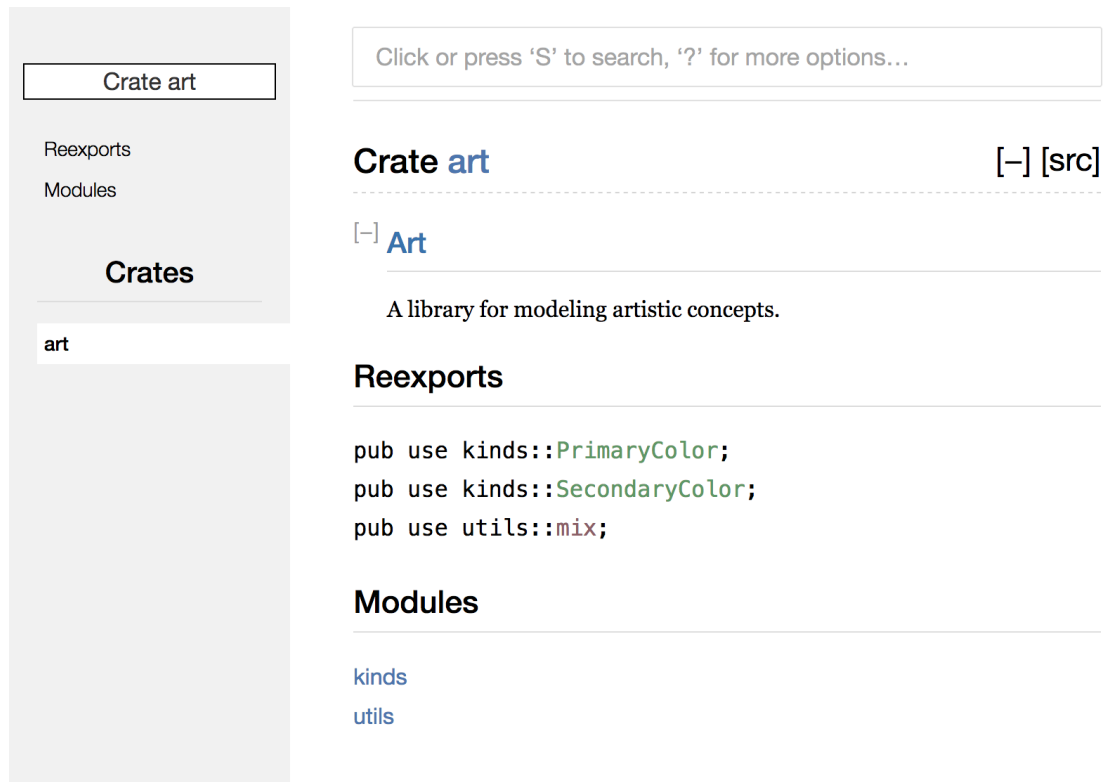 Crate art
Reexports
Modules
Crates
art
Click or press ‘S’ to search, ‘?’ for more options…
Crate art [−] [src]
[−] Art
A library for modeling artistic concepts.
Reexports
pub use kinds::PrimaryColor;
pub use kinds::SecondaryColor;
pub use utils::mix;
Modules
kinds
utils